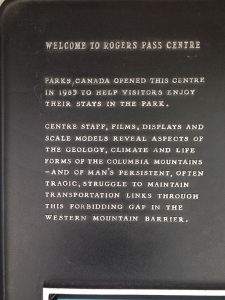 WELCOME TO ROGERS PASS CENTRE
PARKS, CANADA OPENED THIS CENTRE
IN 1983 TO HELP VISITORS ENJOY
THEIR STAYS IN THE PARK.
CENTRE STAFF, FILMS, DISPLAYS AND
SCALE MODELS REVEAL ASPECTS OF
THE GEOLOGY, CLIMATE AND LIFE
FORMS OF THE COLUMBIA MOUNTAINS
—AND OF MAN'S PERSISTENT, OFTEN
TRAGIC, STRUGGLE TO MAINTAIN
TRANSPORTATION LINKS THROUGH
THIS FORBIDDING GAP IN THE
WESTERN MOUNTAIN BARRIER.